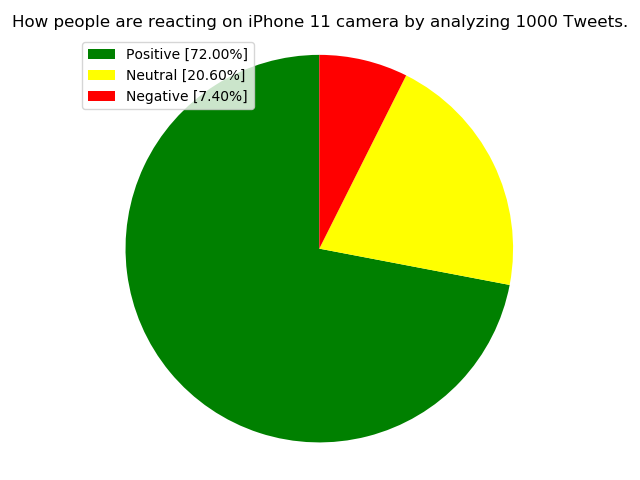 How people are reacting on iPhone 11 camera by analyzing 1000 Tweets.
Positive [72.00%]
Neutral [20.60%]
Negative [7.40%]